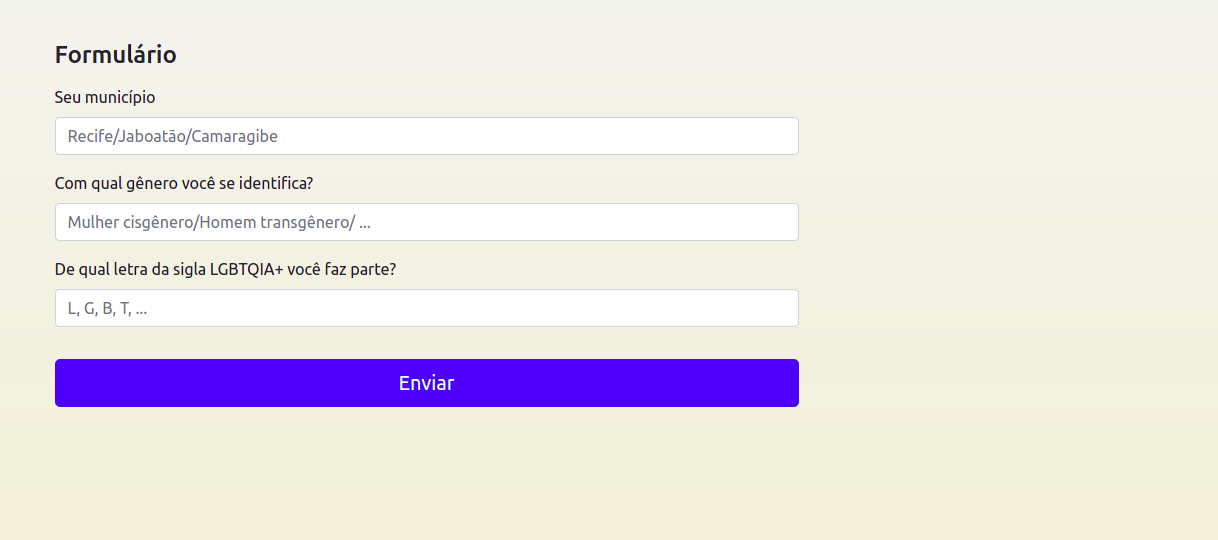 Formulário
Seu município
Recife/Jaboatão/Camaragibe
Com qual gênero você se identifica?
Mulher cisgênero/Homem transgênero/ ...
De qual letra da sigla LGBTQIA+ você faz parte?
L, G, B, T, ...
Enviar